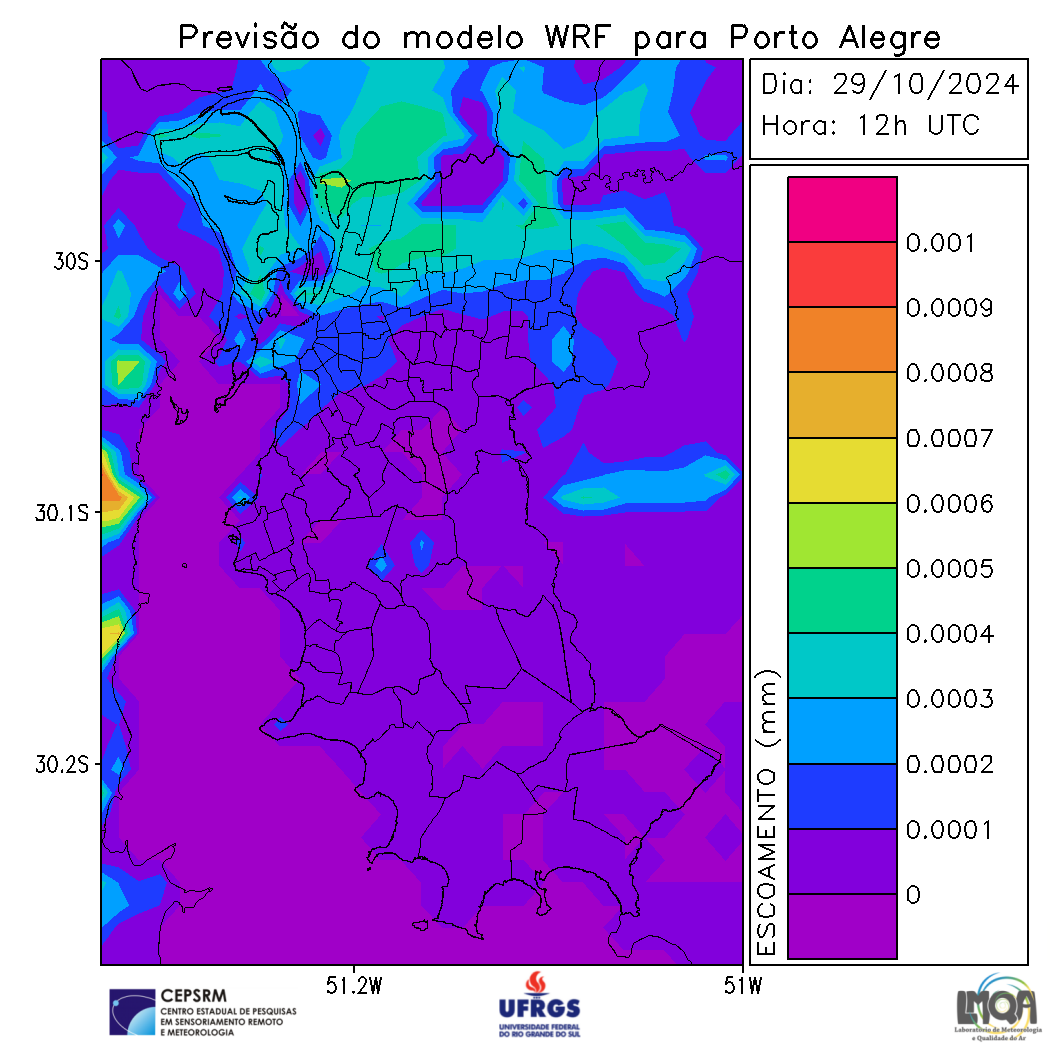 Previsão do modelo WRF para Porto Alegre
Dia: 29/10/2024
Hora: 12h UTC
0.001
0.0009
0.0008
0.0007
0.0006
0.0005
0.0004
0.0003
0.0002
0.0001
0
ESCOAMENTO (mm)
30S
30.1S
30.2S
51.2W
51W
CEPSRM
CENTRO ESTADUAL DE PESQUISAS
EM SENSORIAMENTO REMOTO
E METEOROLOGIA
UFRGS
UNIVERSIDADE FEDERAL
DO RIO GRANDE DO SUL
LMQA
Laboratório de Meteorologia
e Qualidade do Ar